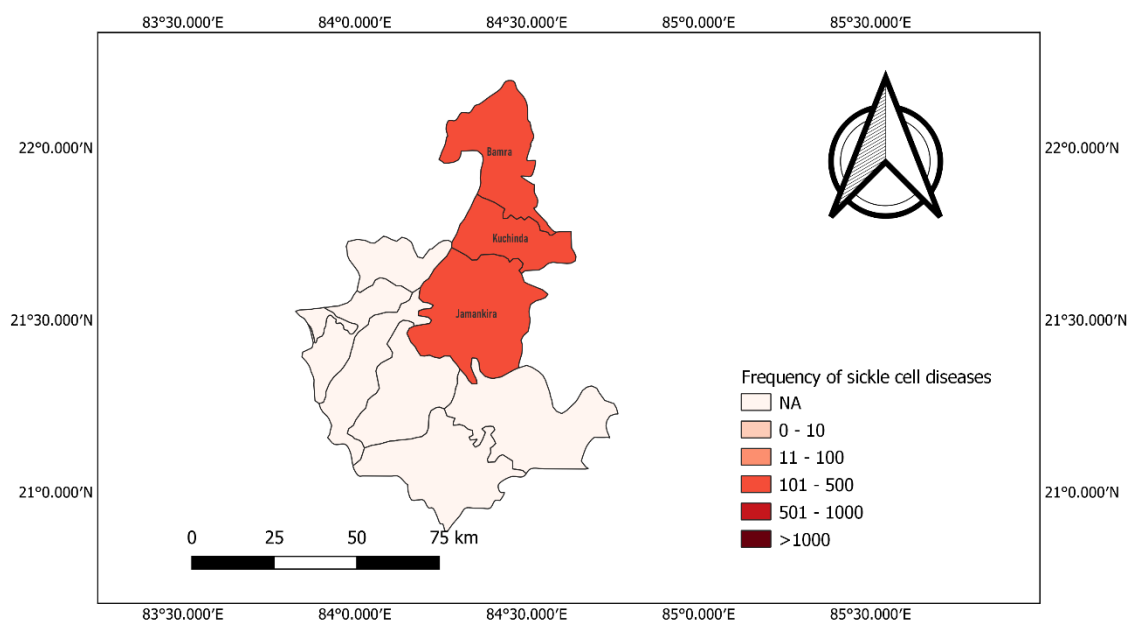 83°30.000′E 84°0.000′E 84°30.000′E 85°0.000′E 85°30.000′E
22°0.000′N 22°0.000′N
Bamra
Kuchinda
21°30.000′N 21°30.000′N
Jamankira
Frequency of sickle cell diseases
NA
0 - 10
11 - 100
101 - 500
21°0.000′N 21°0.000′N
501 - 1000
0 25 50 75 km
>1000
83°30.000′E 84°0.000′E 84°30.000′E 85°0.000′E 85°30.000′E